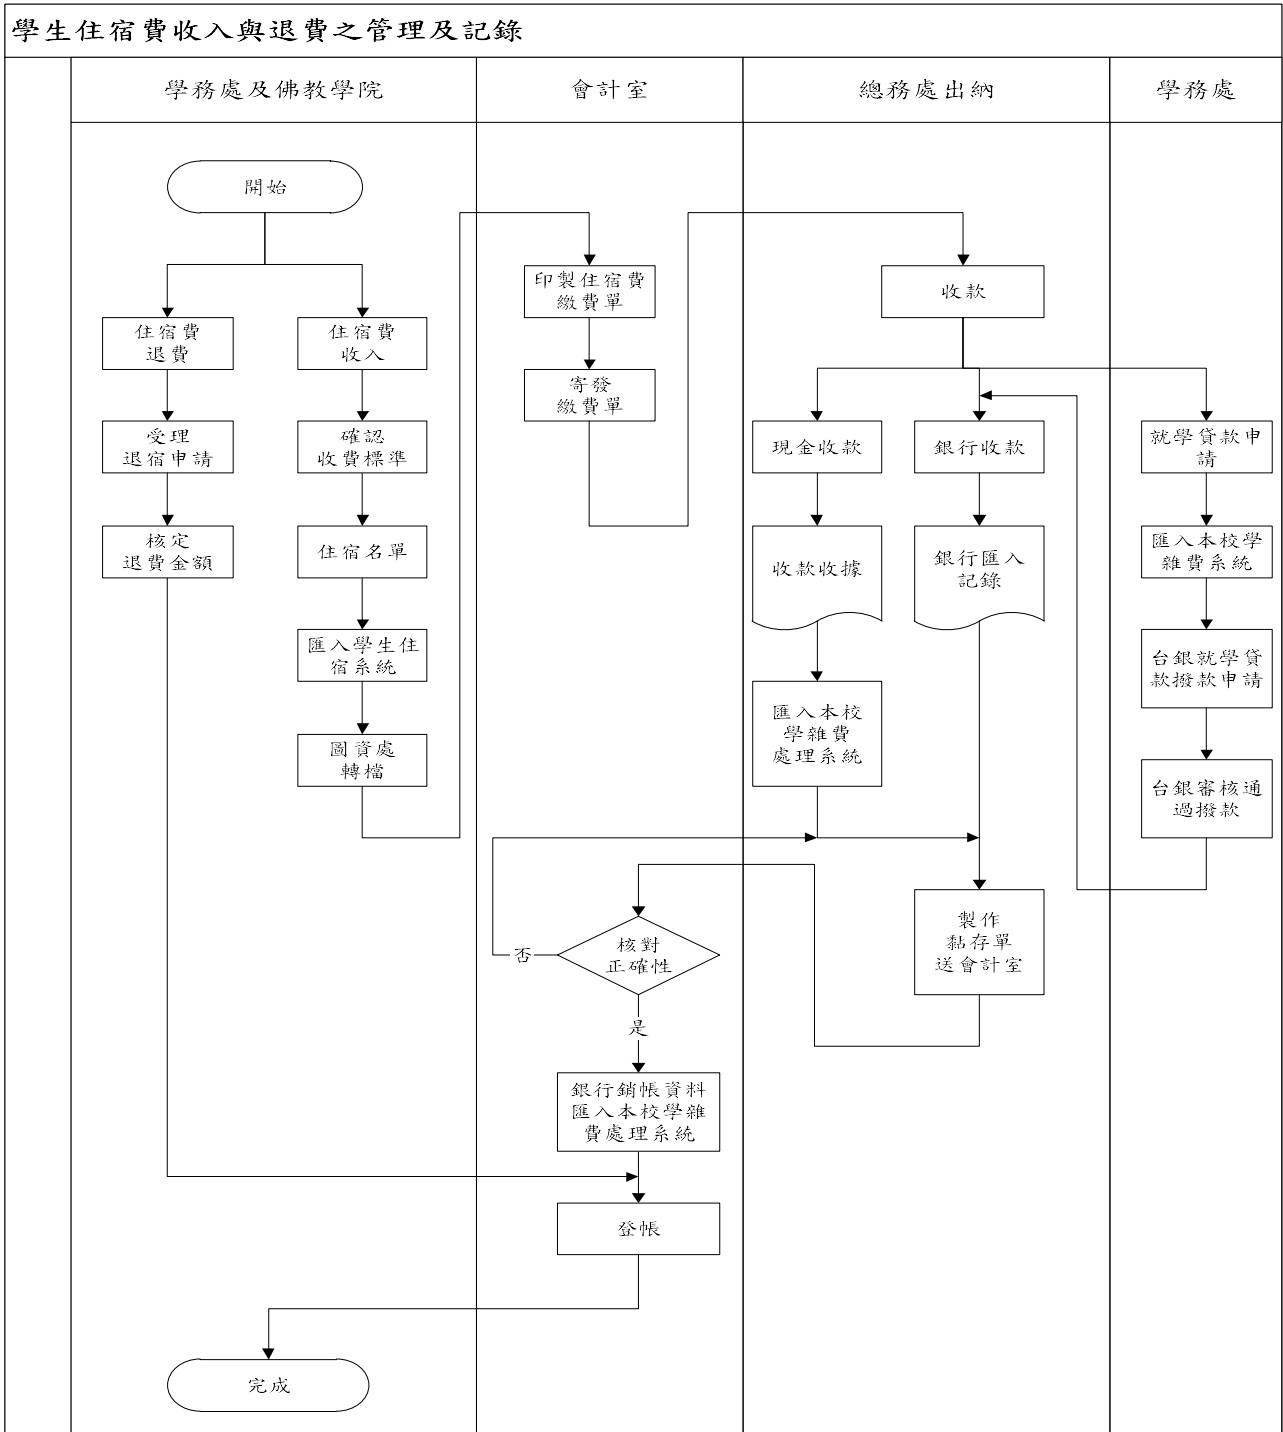 學生住宿費收入與退費之管理及記錄
學務處及佛教學院
會計室
總務處出納
學務處
開始
住宿費
退費
受理
退宿申請
核定
退費金額
住宿費
收入
確認
收費標準
住宿名單
匯入學生住
宿系統
圖資處
轉檔
印製住宿費
繳費單
寄發
繳費單
收款
現金收款
收款收據
匯入本校
學雜費
處理系統
銀行收款
銀行匯入
記錄
就學貸款申
請
匯入本校學
雜費系統
台銀就學貸
款撥款申請
台銀審核通
過撥款
製作
黏存單
送會計室
核對
正確性
否
是
銀行銷帳資料
匯入本校學雜
費處理系統
登帳
完成